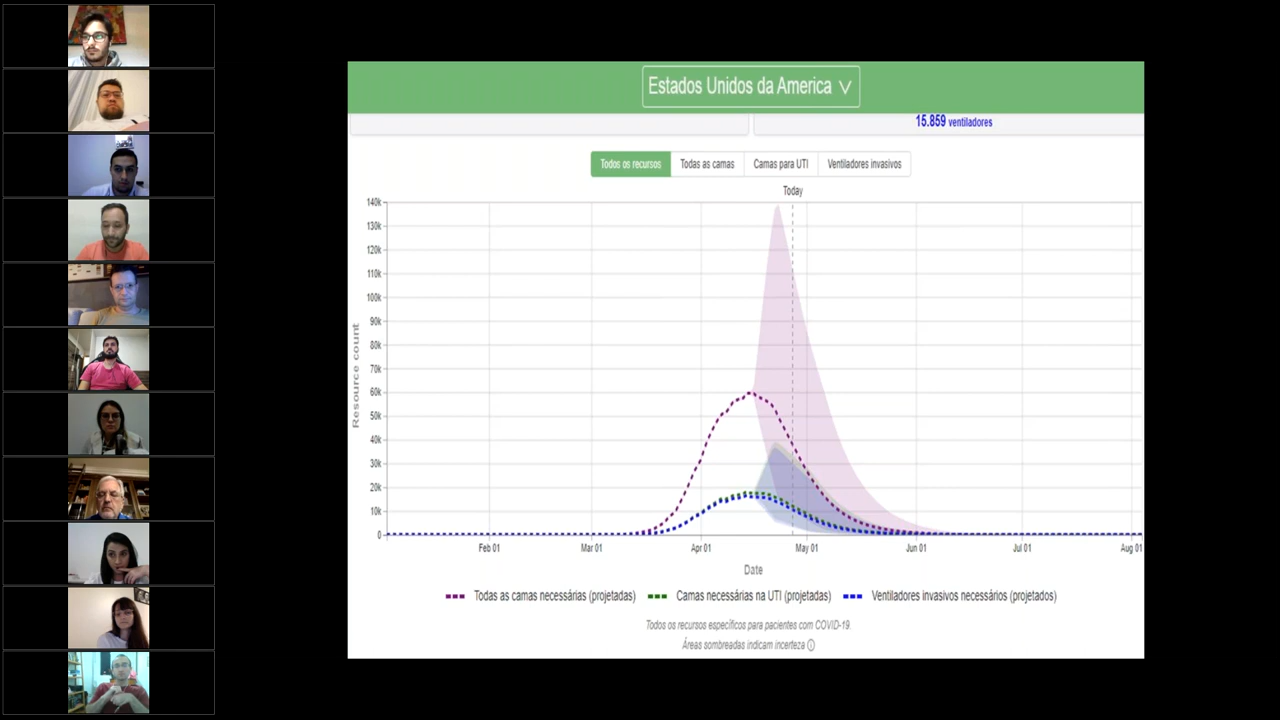 Estados Unidos da America
15.859 ventiladores
Todos os recursos Todas as camas Camas para UTI Ventiladores invasivos
Today
140k
130k
120k
110k
100k
90k
80k
70k
60k
50k
40k
30k
20k
10k
0
Resource count
Feb 01 Mar 01 Apr 01 May 01 Jun 01 Jul 01 Aug 01
Date
Todas as camas necessárias (projetadas) Camas necessárias na UTI (projetadas) Ventiladores invasivos necessários (projetados)
Todos os recursos específicos para pacientes com COVID-19.
Áreas sombreadas indicam incerteza